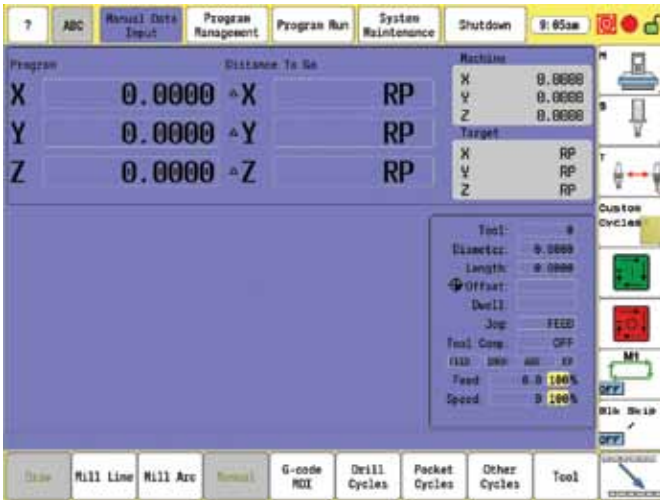 ?
ABC
Manual Data Input
Program Management
Program Run
System Maintenance
Shutdown
9:05am
Program
Distance To Go
X 0.0000 ▵X RP
Y 0.0000 ▵Y RP
Z 0.0000 ▵Z RP
Machine
X 0.0000
Y 0.0000
Z 0.0000
Target
X RP
Y RP
Z RP
M
S
T
Custom Cycles
Tool: 0
Diameter: 0.0000
Length: 0.0000
Offset:
Dwell:
Jog: FEED
Tool Comp. OFF
Feed 0.0 100%
Speed 0 100%
M1
OFF
Blk Skip
/
OFF
Draw
Mill Line
Mill Arc
Manual
G-code MDI
Drill Cycles
Pocket Cycles
Other Cycles
Tool